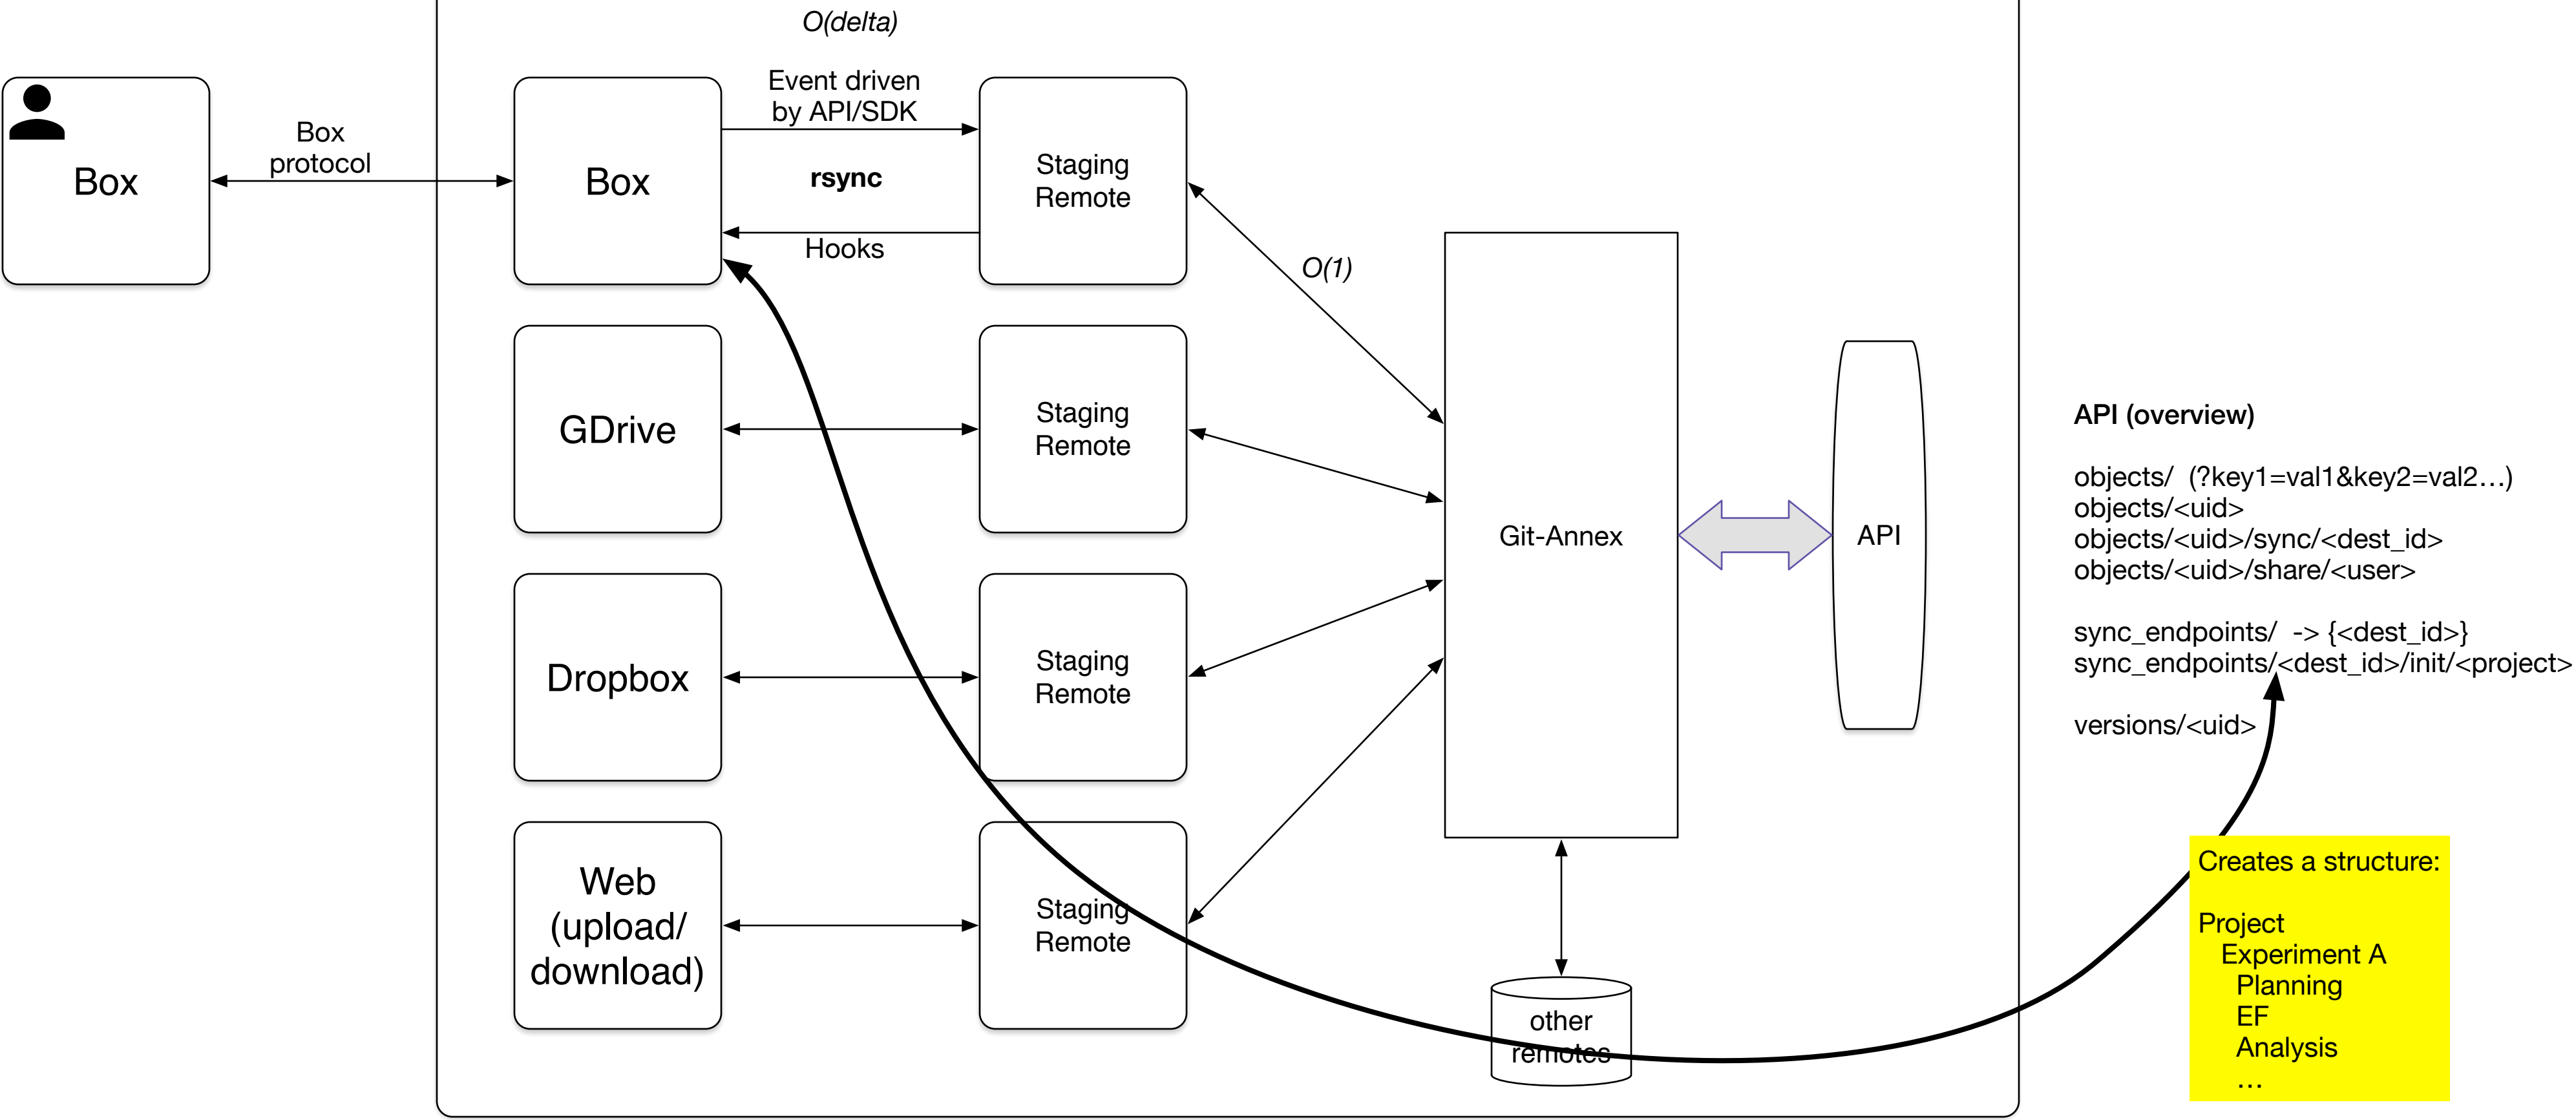 O(delta)
Event driven
by API/SDK
Box
protocol
Box
Box
rsync
Hooks
Staging
Remote
O(1)
GDrive
Staging
Remote
Dropbox
Staging
Remote
Web
(upload/
download)
Staging
Remote
Git-Annex
API
other
remotes
API (overview)
objects/  (?key1=val1&key2=val2…)
objects/<uid>
objects/<uid>/sync/<dest_id>
objects/<uid>/share/<user>
sync_endpoints/  -> {<dest_id>}
sync_endpoints/<dest_id>/init/<project>
versions/<uid>
Creates a structure:
Project
Experiment A
Planning
EF
Analysis
…